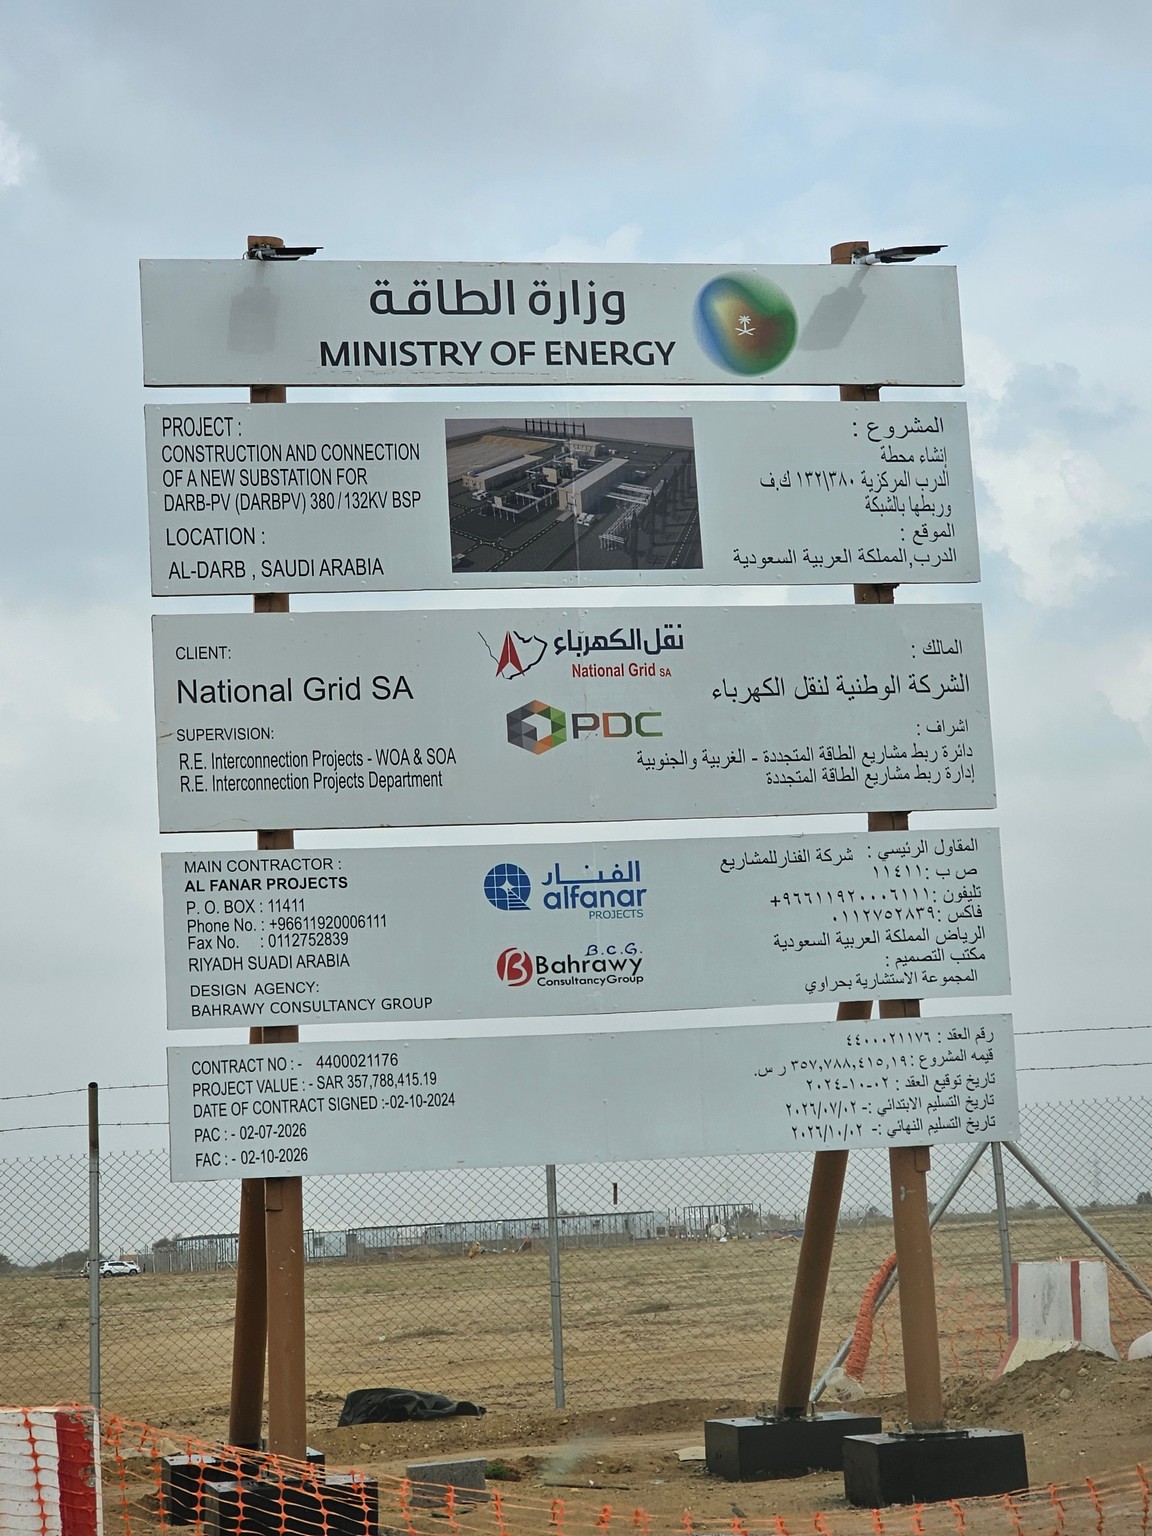 وزارة الطاقة
MINISTRY OF ENERGY
PROJECT :
CONSTRUCTION AND CONNECTION
OF A NEW SUBSTATION FOR
DARB-PV (DARBPV) 380 / 132KV BSP
LOCATION :
AL-DARB , SAUDI ARABIA
المشروع :
إنشاء محطة
الدرب المركزية ١٣٢\٣٨٠ ك.ف
وربطها بالشبكة
الموقع :
الدرب,المملكة العربية السعودية
CLIENT:
National Grid SA
SUPERVISION:
R.E. Interconnection Projects - WOA & SOA
R.E. Interconnection Projects Department
نقل الكهرباء
National Grid SA
PDC
المالك :
الشركة الوطنية لنقل الكهرباء
اشراف :
دائرة ربط مشاريع الطاقة المتجددة - الغربية والجنوبية
إدارة ربط مشاريع الطاقة المتجددة
MAIN CONTRACTOR :
AL FANAR PROJECTS
P. O. BOX : 11411
Phone No. : +96611920006111
Fax No. : 0112752839
RIYADH SUADI ARABIA
DESIGN AGENCY:
BAHRAWY CONSULTANCY GROUP
الفنار
alfanar
PROJECTS
B.C.G.
Bahrawy
ConsultancyGroup
المقاول الرئيسي : شركة الفنارللمشاريع
ص ب :١١٤١١
تليفون :٩٦٦١١٩٢٠٠٠٦١١١+
فاكس :٠١١٢٧٥٢٨٣٩
الرياض المملكة العربية السعودية
مكتب التصميم :
المجموعة الاستشارية بحراوي
CONTRACT NO : - 4400021176
PROJECT VALUE : - SAR 357,788,415.19
DATE OF CONTRACT SIGNED :-02-10-2024
PAC : - 02-07-2026
FAC : - 02-10-2026
رقم العقد : ٤٤٠٠٠٢١١٧٦
قيمه المشروع :٣٥٧,٧٨٨,٤١٥,١٩ ر س.
تاريخ توقيع العقد : ٠٢-١٠-٢٠٢٤
تاريخ التسليم الابتدائي :- ٢٠٢٦/٠٧/٠٢
تاريخ التسليم النهائي :- ٢٠٢٦/١٠/٠٢